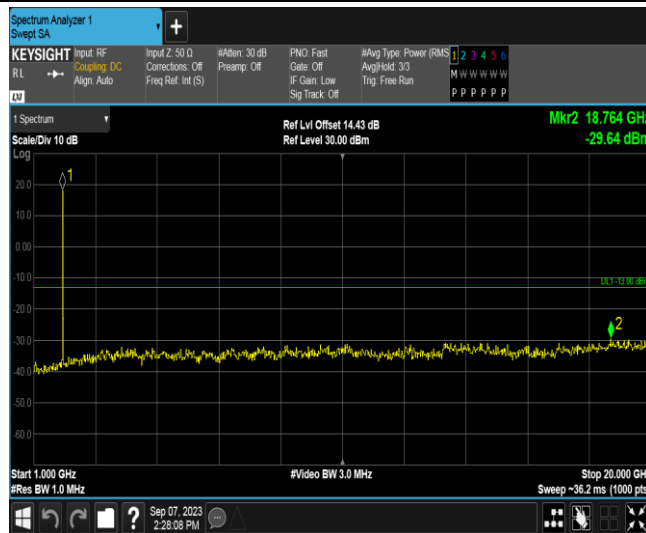 Spectrum Analyzer 1
Swept SA
+
KEYSIGHT
RL
LXI
Input: RF
Coupling: DC
Align: Auto
Input Z: 50 Ω
Corrections: Off
Freq Ref: Int (S)
#Atten: 30 dB
Preamp: Off
PNO: Fast
Gate: Off
IF Gain: Low
Sig Track: Off
#Avg Type: Power (RMS
Avg|Hold: 3/3
Trig: Free Run
1 2 3 4 5 6
M W W W W W
P P P P P P
1 Spectrum
Scale/Div 10 dB
Log
Ref Lvl Offset 14.43 dB
Ref Level 30.00 dBm
Mkr2 18.764 GHz
-29.64 dBm
1
20.0
10.0
0.00
-10.0
DL1 -13.00 dBm
-20.0
2
-30.0
-40.0
-50.0
-60.0
Start 1.000 GHz
#Res BW 1.0 MHz
#Video BW 3.0 MHz
Stop 20.000 GHz
Sweep ~36.2 ms (1000 pts)
?
Sep 07, 2023
2:28:08 PM